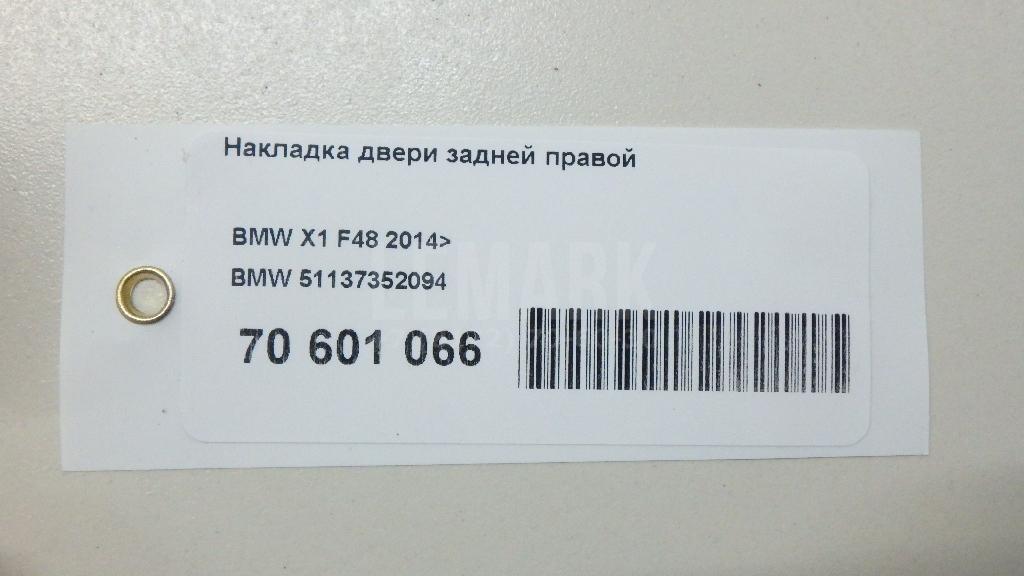 Накладка двери задней правой
BMW X1 F48 2014>
BMW 51137352094
LEMARK
70 601 066